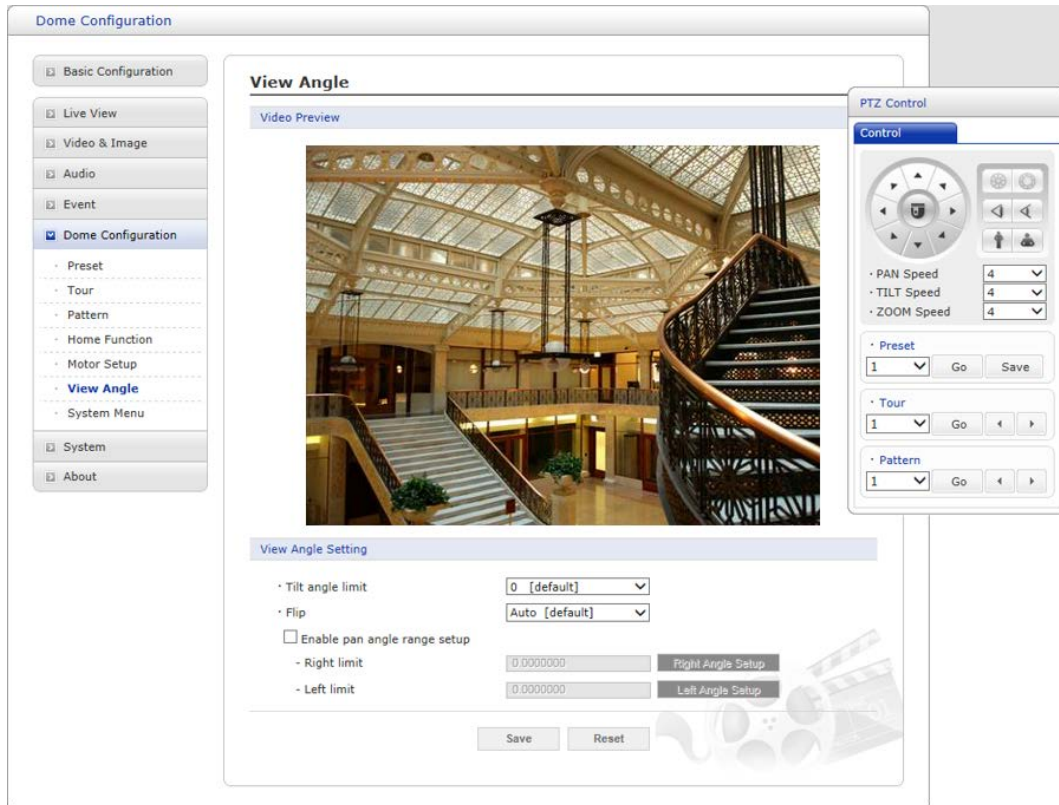 Dome Configuration
Basic Configuration
Live View
Video & Image
Audio
Event
Dome Configuration
· Preset
· Tour
· Pattern
· Home Function
· Motor Setup
· View Angle
· System Menu
System
About
View Angle
Video Preview
View Angle Setting
· Tilt angle limit 0 [default]
· Flip Auto [default]
Enable pan angle range setup
- Right limit 0.0000000 Right Angle Setup
- Left limit 0.0000000 Left Angle Setup
Save Reset
PTZ Control
Control
· PAN Speed 4
· TILT Speed 4
· ZOOM Speed 4
· Preset
1 Go Save
· Tour
1 Go
· Pattern
1 Go